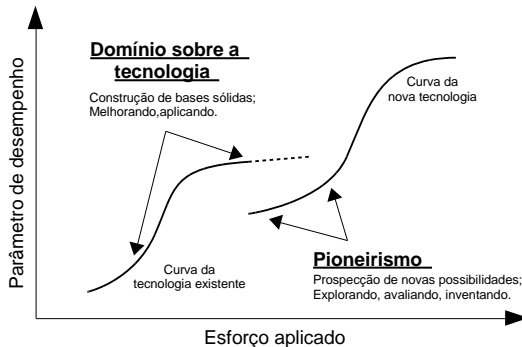 Domínio sobre a
tecnologia
Construção de bases sólidas;
Melhorando,aplicando.
Curva da
nova tecnologia
Parâmetro de desempenho
Curva da
tecnologia existente
Pioneirismo
Prospecção de novas possibilidades;
Explorando, avaliando, inventando.
Esforço aplicado